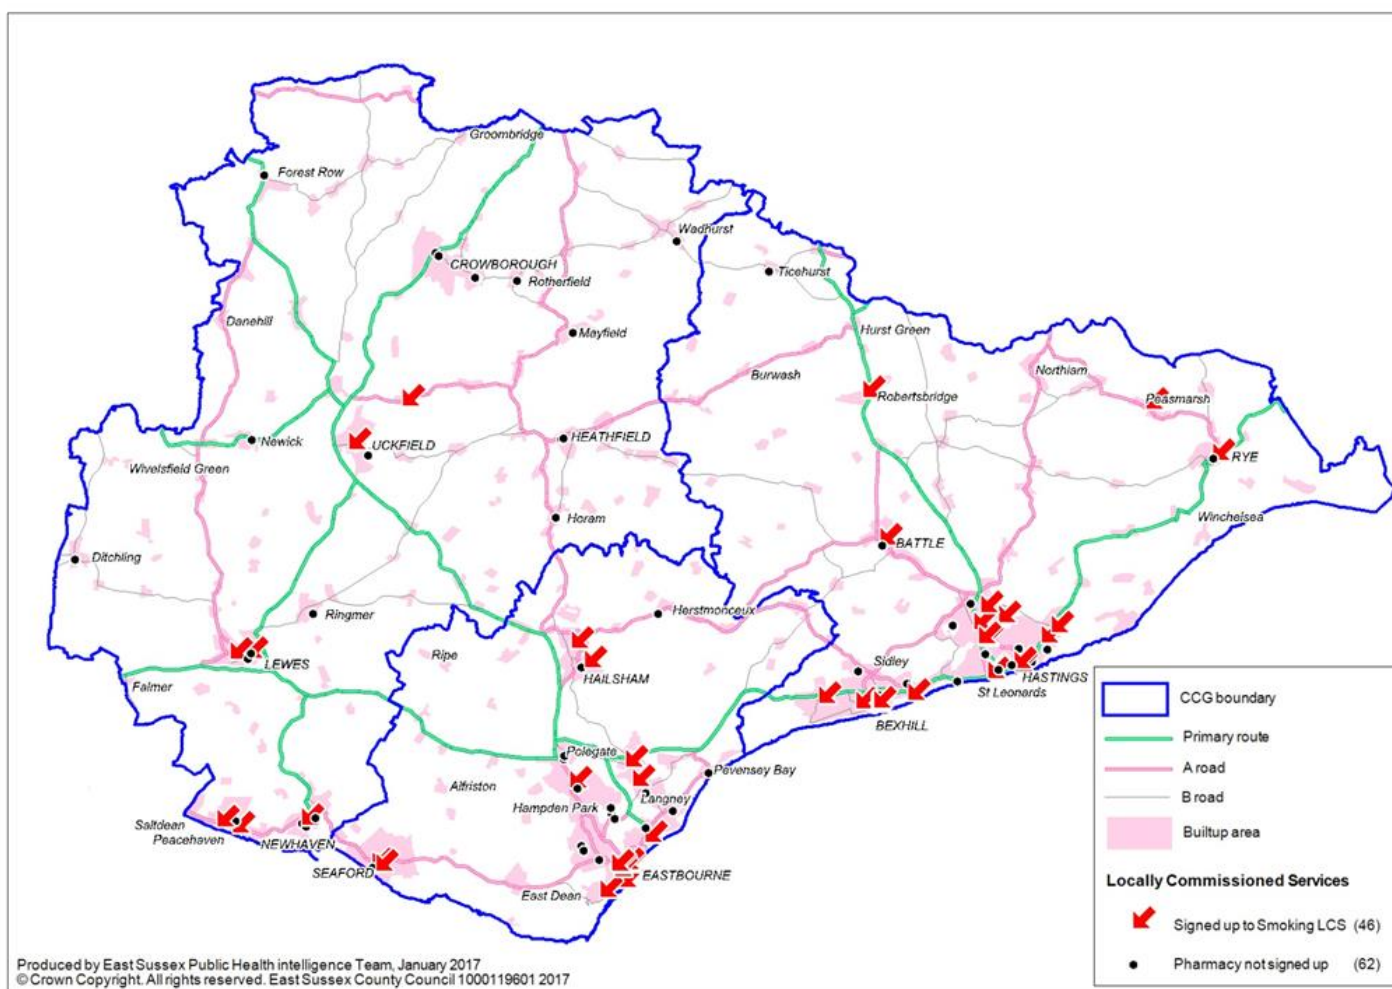 Groombridge
Forest Row
Wadhurst
CROWBOROUGH
Ticehurst
Rotherfield
Danehill
Mayfield
Hurst Green
Northiam
Burwash
Robertsbridge
Peasmarsh
Newick
UCKFIELD
HEATHFIELD
RYE
Wivelsfield Green
Horam
Winchelsea
Ditchling
BATTLE
Ringmer
Herstmonceux
LEWES
Ripe
HAILSHAM
Sidley
HASTINGS
Falmer
St Leonards
BEXHILL
Polegate
Pevensey Bay
Alfriston
Hampden Park
Langney
Saltdean
Peacehaven
NEWHAVEN
SEAFORD
EASTBOURNE
East Dean
CCG boundary
Primary route
A road
B road
Builtup area
Locally Commissioned Services
Signed up to Smoking LCS (46)
Pharmacy not signed up (62)
Produced by East Sussex Public Health intelligence Team, January 2017
© Crown Copyright. All rights reserved. East Sussex County Council 1000119601 2017